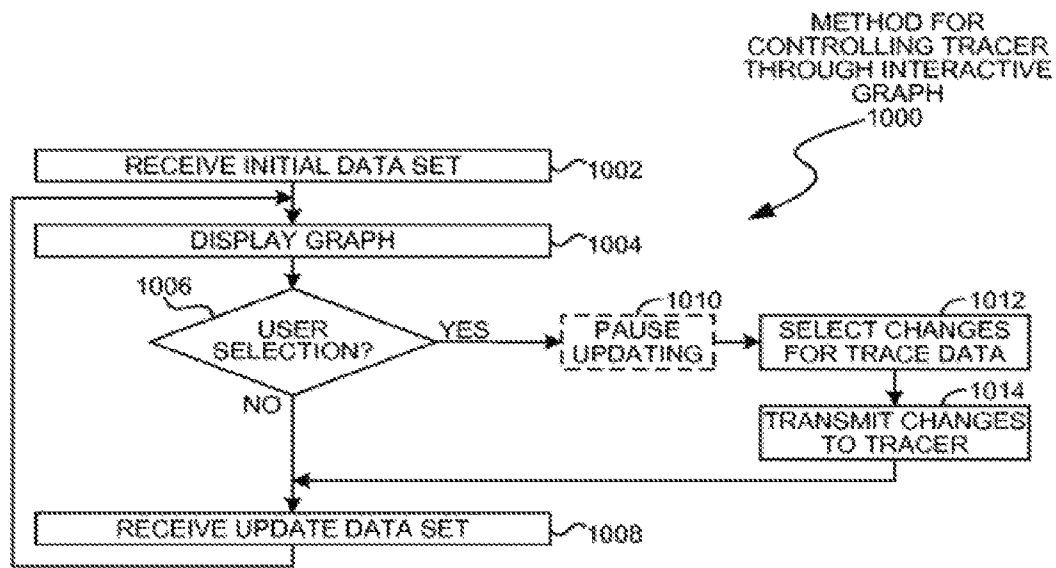 METHOD FOR
CONTROLLING TRACER
THROUGH INTERACTIVE
GRAPH
1000
RECEIVE INITIAL DATA SET
1002
DISPLAY GRAPH
1004
1006
USER
SELECTION?
YES
NO
1010
PAUSE
UPDATING
1012
SELECT CHANGES
FOR TRACE DATA
1014
TRANSMIT CHANGES
TO TRACER
RECEIVE UPDATE DATA SET
1008